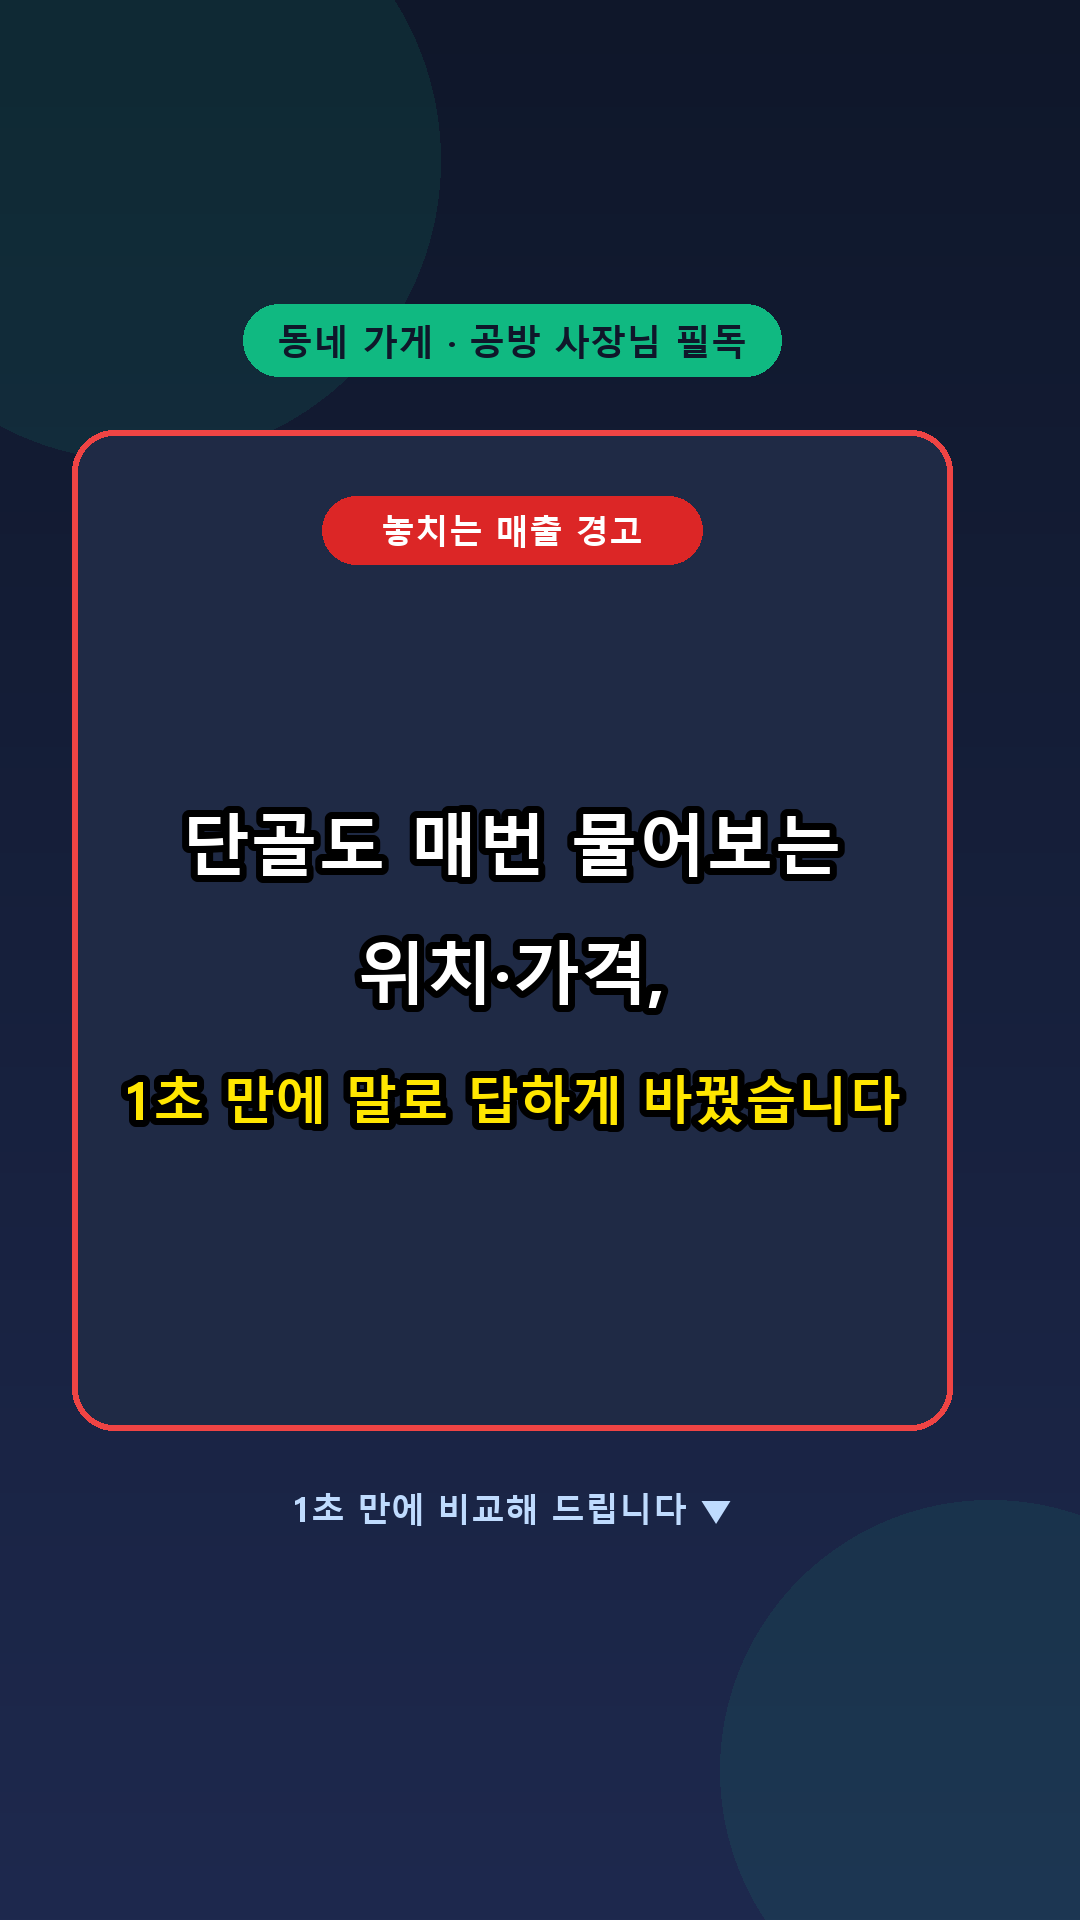 동네 가게 · 공방 사장님 필독
놓치는 매출 경고
단골도 매번 물어보는
위치·가격,
1초 만에 말로 답하게 바꿨습니다
1초 만에 비교해 드립니다 ▼